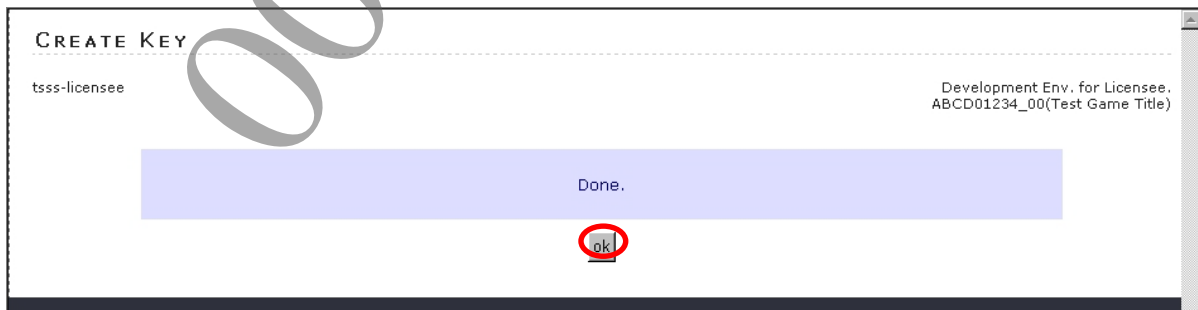 CREATE KEY
tsss-licensee
Development Env. for Licensee.
ABCD01234_00(Test Game Title)
Done.
ok